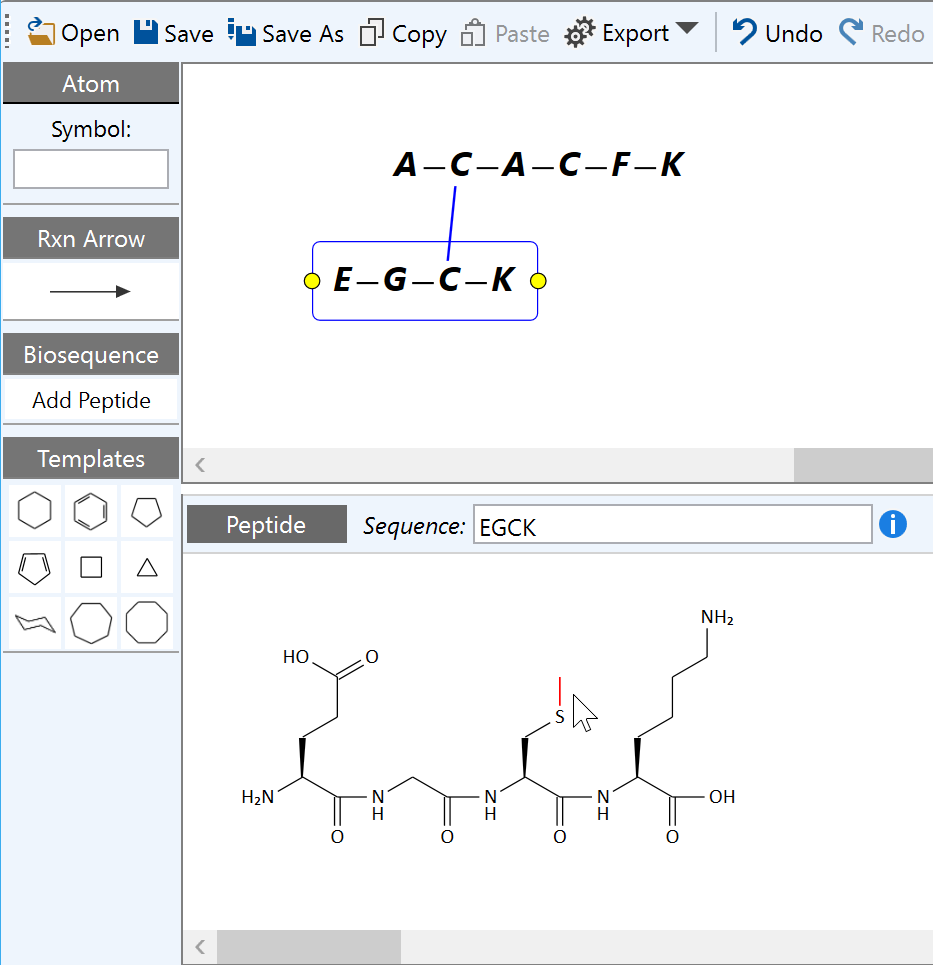 Open Save Save As Copy Paste Export Undo Redo
Atom
Symbol:
Rxn Arrow
Biosequence
Add Peptide
Templates
A – C – A – C – F – K
E – G – C – K
Peptide Sequence: EGCK i
NH₂
HO O
S
H₂N N H N H N H OH
O O O O